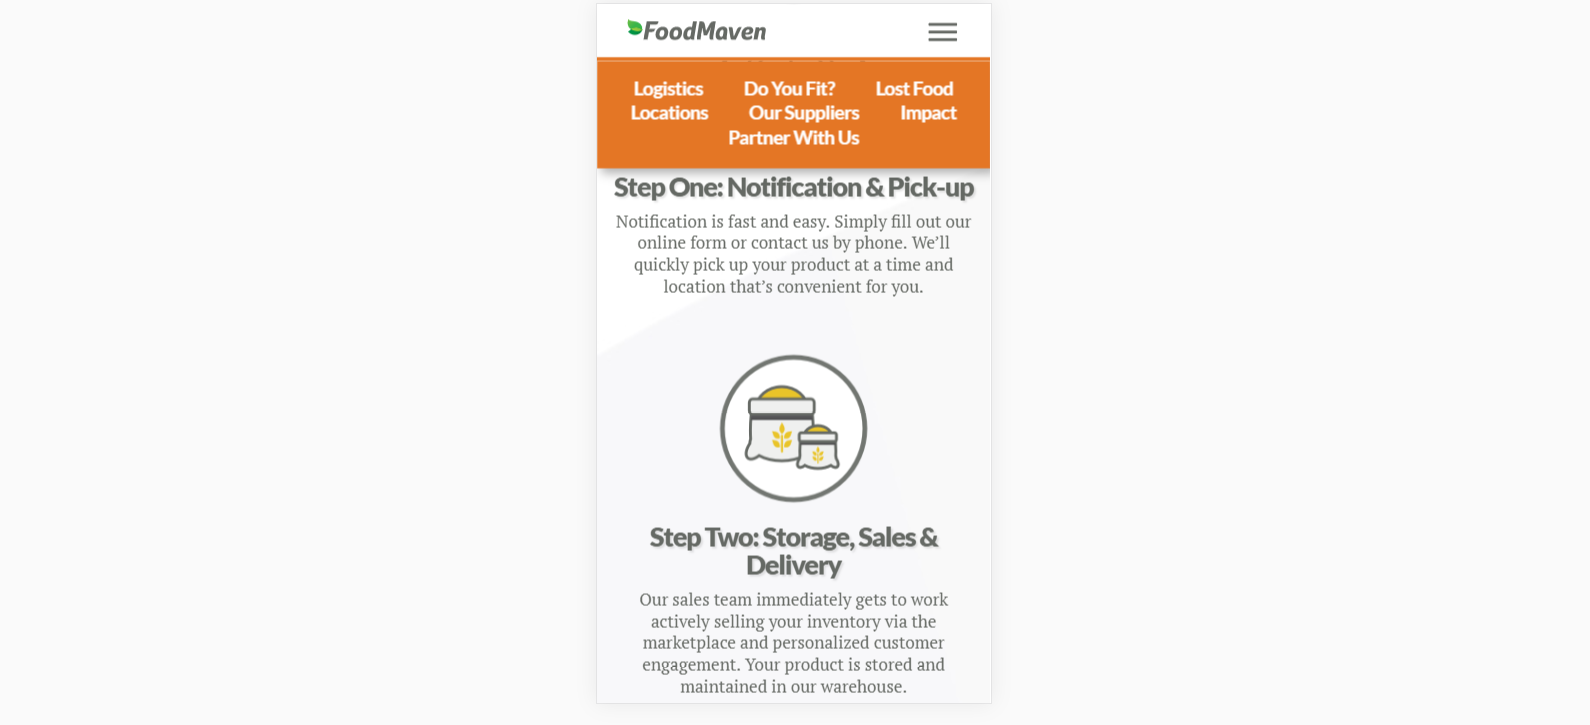 FoodMaven
Logistics Do You Fit? Lost Food
Locations Our Suppliers Impact
Partner With Us
Step One: Notification & Pick-up
Notification is fast and easy. Simply fill out our
online form or contact us by phone. We’ll
quickly pick up your product at a time and
location that’s convenient for you.
Step Two: Storage, Sales &
Delivery
Our sales team immediately gets to work
actively selling your inventory via the
marketplace and personalized customer
engagement. Your product is stored and
maintained in our warehouse.